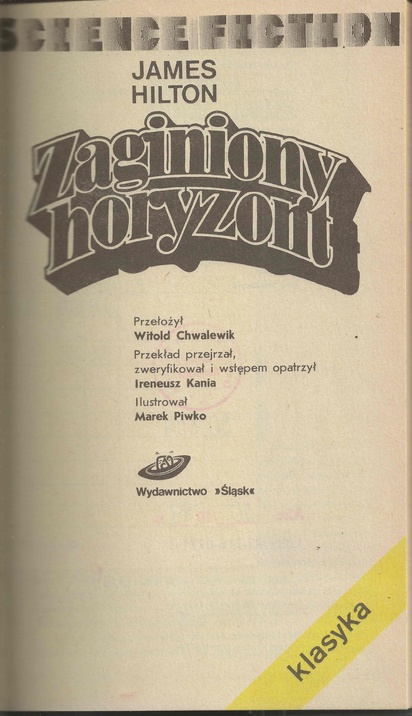 SCIENCE FICTION
JAMES
HILTON
Zaginiony
horyzont
Przełożył
Witold Chwalewik
Przekład przejrzał,
zweryfikował i wstępem opatrzył
Ireneusz Kania
Ilustrował
Marek Piwko
Wydawnictwo »Śląsk«
klasyka